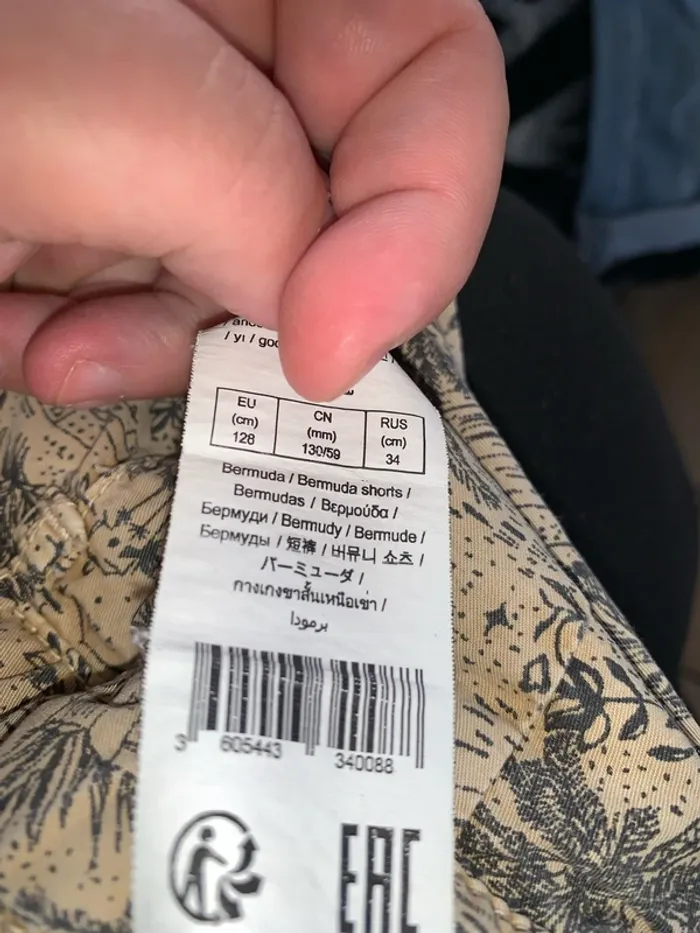 / yı / 
EU
(cm)
128
CN
(mm)
130/59
RUS
(cm)
34
Bermuda / Bermuda shorts /
Bermudas / Βερμούδα /
Бермуди / Bermudy / Bermude /
Бермуды / 短裤 / 버뮤다 쇼츠 /
バーミューダ /
กางเกงขาสั้นเหนือเข่า /
برمودا
3 605443 340088
EAC